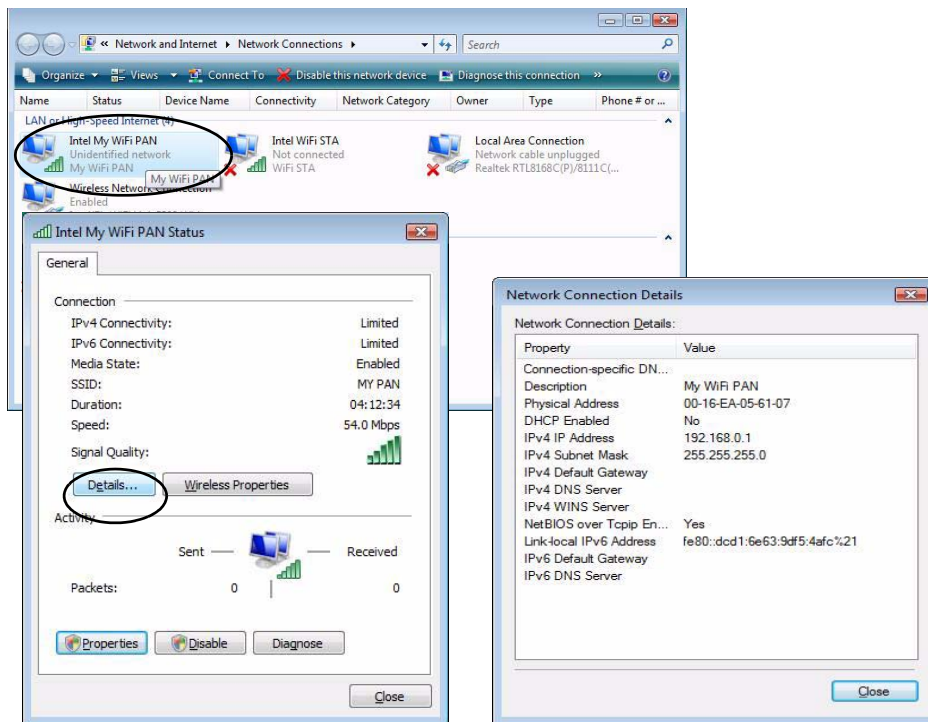 « Network and Internet ▸ Network Connections ▸
Search
Organize Views Connect To Disable this network device Diagnose this connection »
Name Status Device Name Connectivity Network Category Owner Type Phone # or ...
LAN or High-Speed Internet (4)
Intel My WiFi PAN
Unidentified network
My WiFi PAN
My WiFi PAN
Intel WiFi STA
Not connected
WiFi STA
Local Area Connection
Network cable unplugged
Realtek RTL8168C(P)/8111C(...
Wireless Network Connection
Enabled
Intel My WiFi PAN Status
General
Connection
IPv4 Connectivity: Limited
IPv6 Connectivity: Limited
Media State: Enabled
SSID: MY PAN
Duration: 04:12:34
Speed: 54.0 Mbps
Signal Quality:
Details... Wireless Properties
Activity
Sent — — Received
Packets: 0 0
Properties Disable Diagnose
Close
Network Connection Details
Network Connection Details:
Property Value
Connection-specific DN...
Description My WiFi PAN
Physical Address 00-16-EA-05-61-07
DHCP Enabled No
IPv4 IP Address 192.168.0.1
IPv4 Subnet Mask 255.255.255.0
IPv4 Default Gateway
IPv4 DNS Server
IPv4 WINS Server
NetBIOS over Tcpip En... Yes
Link-local IPv6 Address fe80::dcd1:6e63:9df5:4afc%21
IPv6 Default Gateway
IPv6 DNS Server
Close